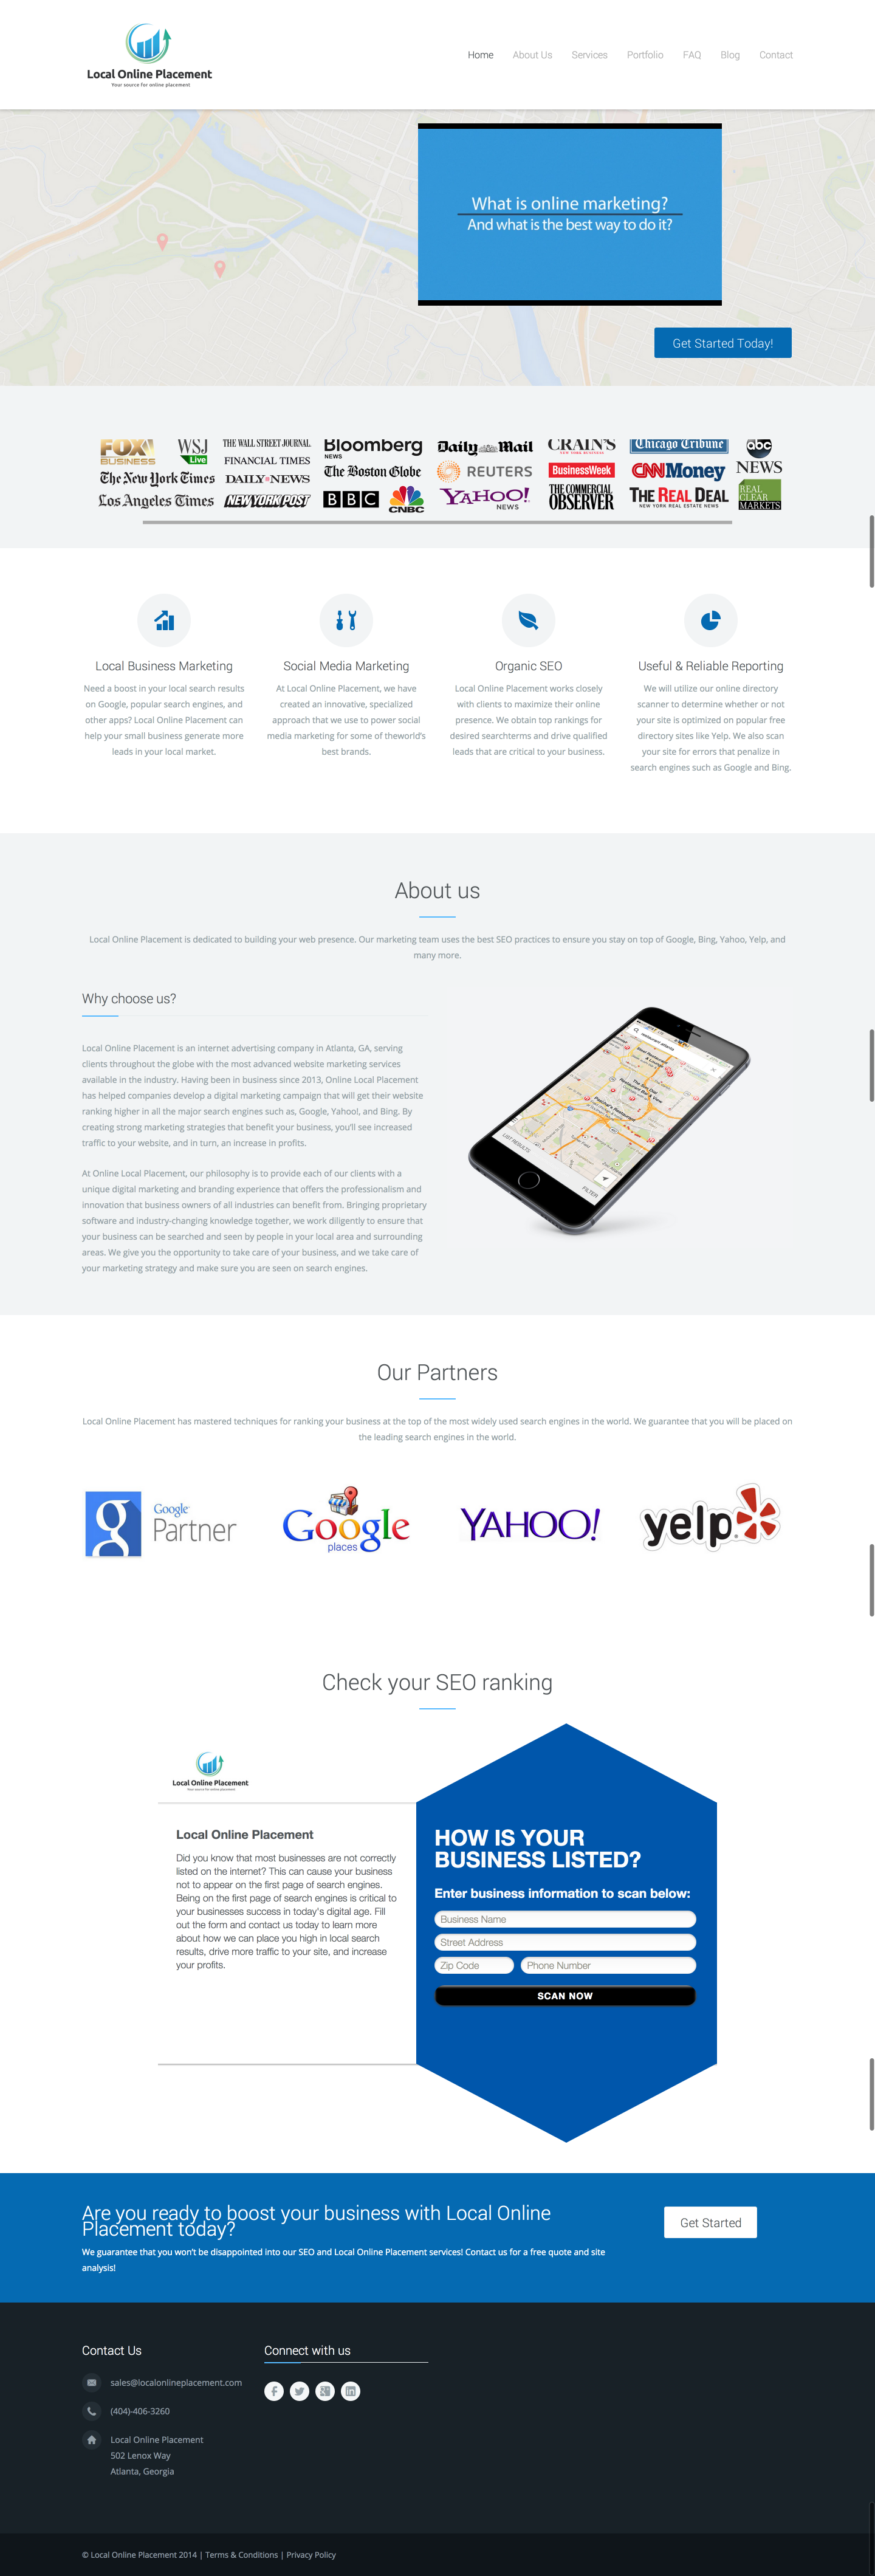 Local Online Placement
Your source for online placement
Home About Us Services Portfolio FAQ Blog Contact
What is online marketing?
And what is the best way to do it?
Get Started Today!
FOX BUSINESS
WSJ Live
The New York Times
Los Angeles Times
THE WALL STREET JOURNAL.
FINANCIAL TIMES
DAILY NEWS
NEW YORK POST
Bloomberg
NEWS
The Boston Globe
BBC
CNBC
Daily Mail
REUTERS
YAHOO!
NEWS
CRAIN'S
BusinessWeek
THE COMMERCIAL
OBSERVER
Chicago Tribune
CNNMoney
THE REAL DEAL
NEW YORK REAL ESTATE NEWS
abc
NEWS
REAL
CLEAR
MARKETS
Local Business Marketing
Need a boost in your local search results
on Google, popular search engines, and
other apps? Local Online Placement can
help your small business generate more
leads in your local market.
Social Media Marketing
At Local Online Placement, we have
created an innovative, specialized
approach that we use to power social
media marketing for some of theworld's
best brands.
Organic SEO
Local Online Placement works closely
with clients to maximize their online
presence. We obtain top rankings for
desired searchterms and drive qualified
leads that are critical to your business.
Useful & Reliable Reporting
We will utilize our online directory
scanner to determine whether or not
your site is optimized on popular free
directory sites like Yelp. We also scan
your site for errors that penalize in
search engines such as Google and Bing.
About us
Local Online Placement is dedicated to building your web presence. Our marketing team uses the best SEO practices to ensure you stay on top of Google, Bing, Yahoo, Yelp, and
many more.
Why choose us?
Local Online Placement is an internet advertising company in Atlanta, GA, serving
clients throughout the globe with the most advanced website marketing services
available in the industry. Having been in business since 2013, Online Local Placement
has helped companies develop a digital marketing campaign that will get their website
ranking higher in all the major search engines such as, Google, Yahoo!, and Bing. By
creating strong marketing strategies that benefit your business, you'll see increased
traffic to your website, and in turn, an increase in profits.
At Online Local Placement, our philosophy is to provide each of our clients with a
unique digital marketing and branding experience that offers the professionalism and
innovation that business owners of all industries can benefit from. Bringing proprietary
software and industry-changing knowledge together, we work diligently to ensure that
your business can be searched and seen by people in your local area and surrounding
areas. We give you the opportunity to take care of your business, and we take care of
your marketing strategy and make sure you are seen on search engines.
LIST RESULTS
FILTER
Our Partners
Local Online Placement has mastered techniques for ranking your business at the top of the most widely used search engines in the world. We guarantee that you will be placed on
the leading search engines in the world.
g
Google
Partner
Google
places
YAHOO!
yelp
Check your SEO ranking
Local Online Placement
Your source for online placement
Local Online Placement
Did you know that most businesses are not correctly
listed on the internet? This can cause your business
not to appear on the first page of search engines.
Being on the first page of search engines is critical to
your businesses success in today's digital age. Fill
out the form and contact us today to learn more
about how we can place you high in local search
results, drive more traffic to your site, and increase
your profits.
HOW IS YOUR
BUSINESS LISTED?
Enter business information to scan below:
Business Name
Street Address
Zip Code Phone Number
SCAN NOW
Are you ready to boost your business with Local Online
Placement today?
We guarantee that you won't be disappointed into our SEO and Local Online Placement services! Contact us for a free quote and site
analysis!
Get Started
Contact Us
sales@localonlineplacement.com
(404)-406-3260
Local Online Placement
502 Lenox Way
Atlanta, Georgia
Connect with us
© Local Online Placement 2014 | Terms & Conditions | Privacy Policy